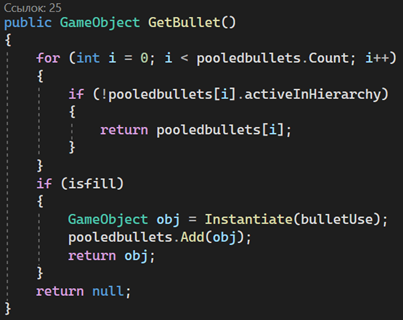 Ссылок: 25
public GameObject GetBullet()
{
    for (int i = 0; i < pooledbullets.Count; i++)
    {
        if (!pooledbullets[i].activeInHierarchy)
        {
            return pooledbullets[i];
        }
    }
    if (isfill)
    {
        GameObject obj = Instantiate(bulletUse);
        pooledbullets.Add(obj);
        return obj;
    }
    return null;
}